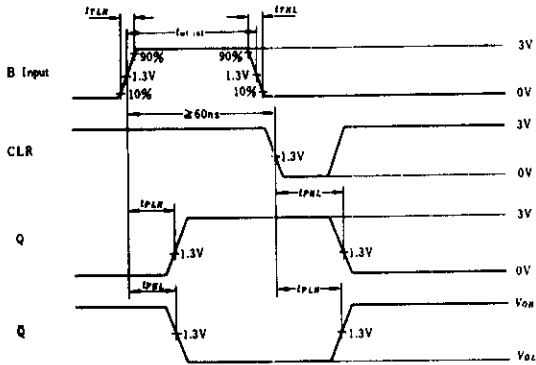 tTLH tw(in) tTHL
90% 90% 3V
B Input 1.3V 1.3V
10% 10% 0V
≥60ns
3V
CLR 1.3V
0V
tPLH tPHL 3V
Q 1.3V 1.3V
0V
tPHL tPLH VOH
Q̄ 1.3V 1.3V
VOL